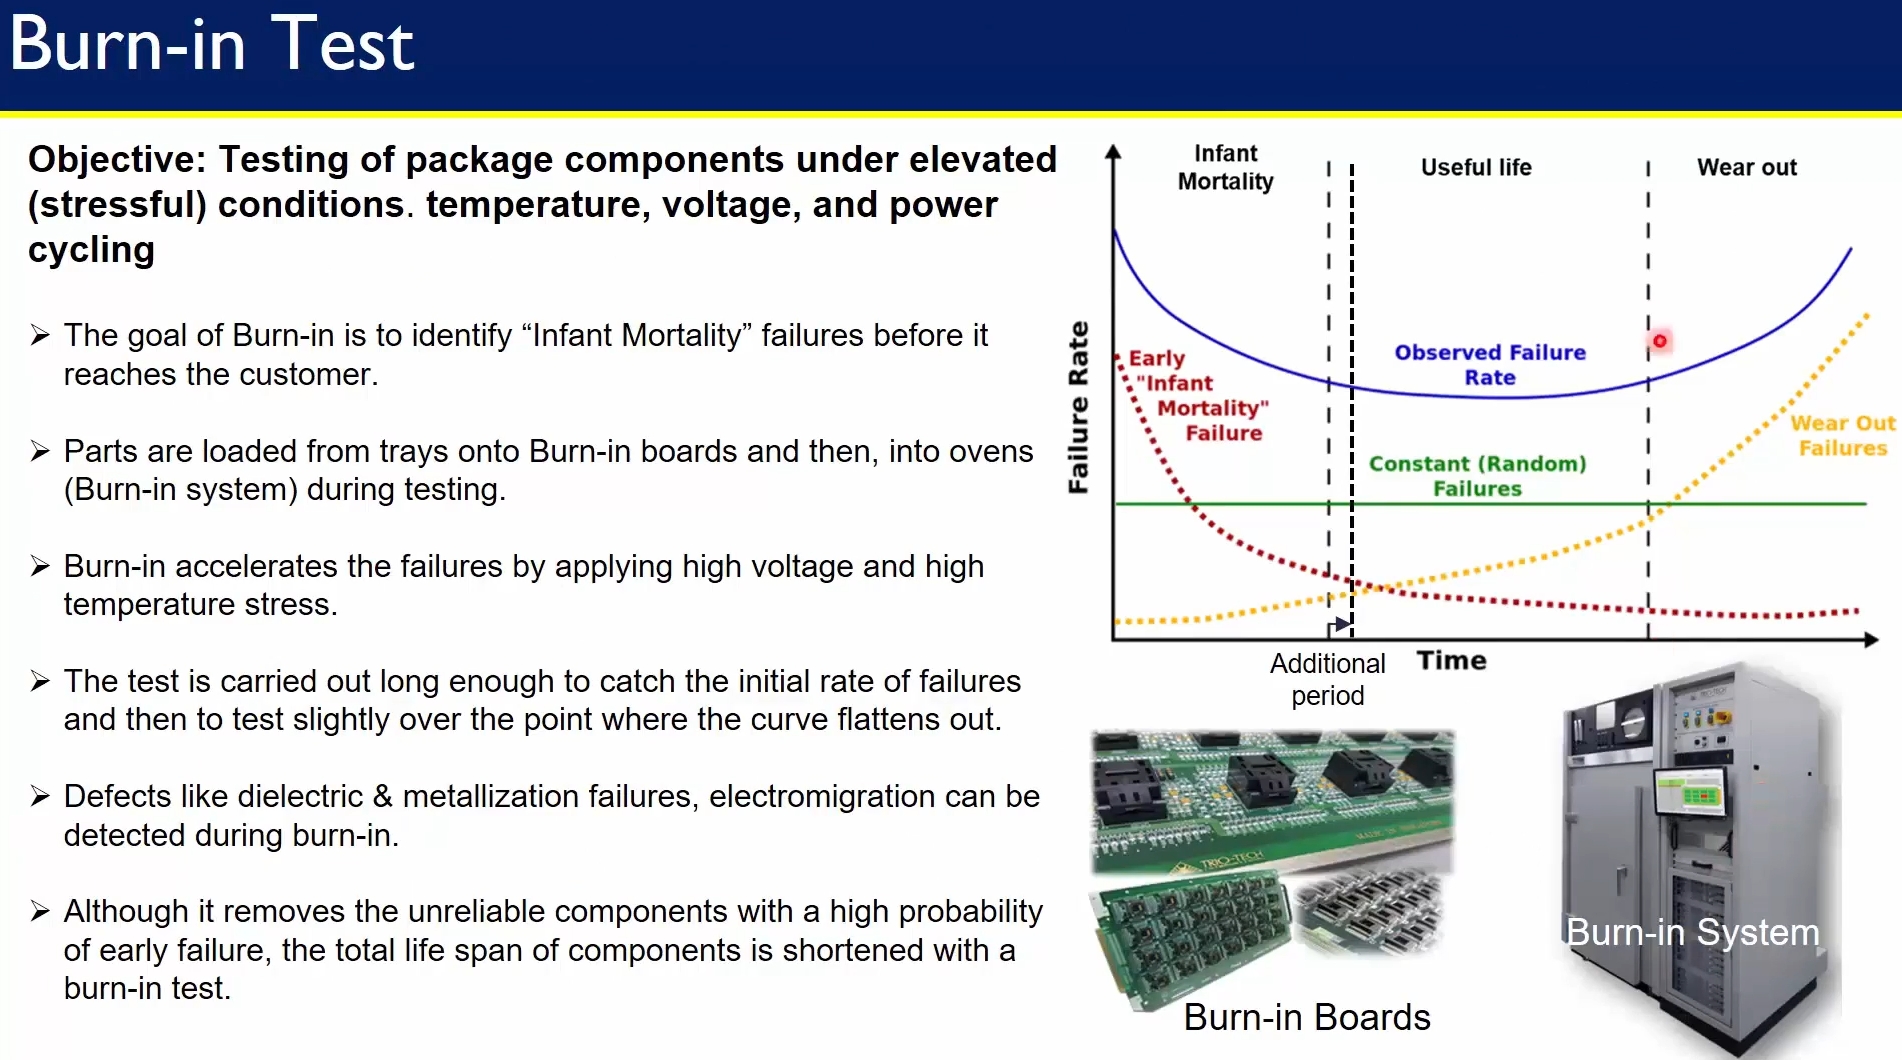 Burn-in Test
Objective: Testing of package components under elevated
(stressful) conditions. temperature, voltage, and power
cycling
➢ The goal of Burn-in is to identify “Infant Mortality” failures before it
reaches the customer.
➢ Parts are loaded from trays onto Burn-in boards and then, into ovens
(Burn-in system) during testing.
➢ Burn-in accelerates the failures by applying high voltage and high
temperature stress.
➢ The test is carried out long enough to catch the initial rate of failures
and then to test slightly over the point where the curve flattens out.
➢ Defects like dielectric & metallization failures, electromigration can be
detected during burn-in.
➢ Although it removes the unreliable components with a high probability
of early failure, the total life span of components is shortened with a
burn-in test.
Infant
Mortality
Useful life
Wear out
Failure Rate
Early
"Infant
Mortality"
Failure
Observed Failure
Rate
Constant (Random)
Failures
Wear Out
Failures
Additional
period
Time
TRIO-TECH
Burn-in Boards
Burn-in System